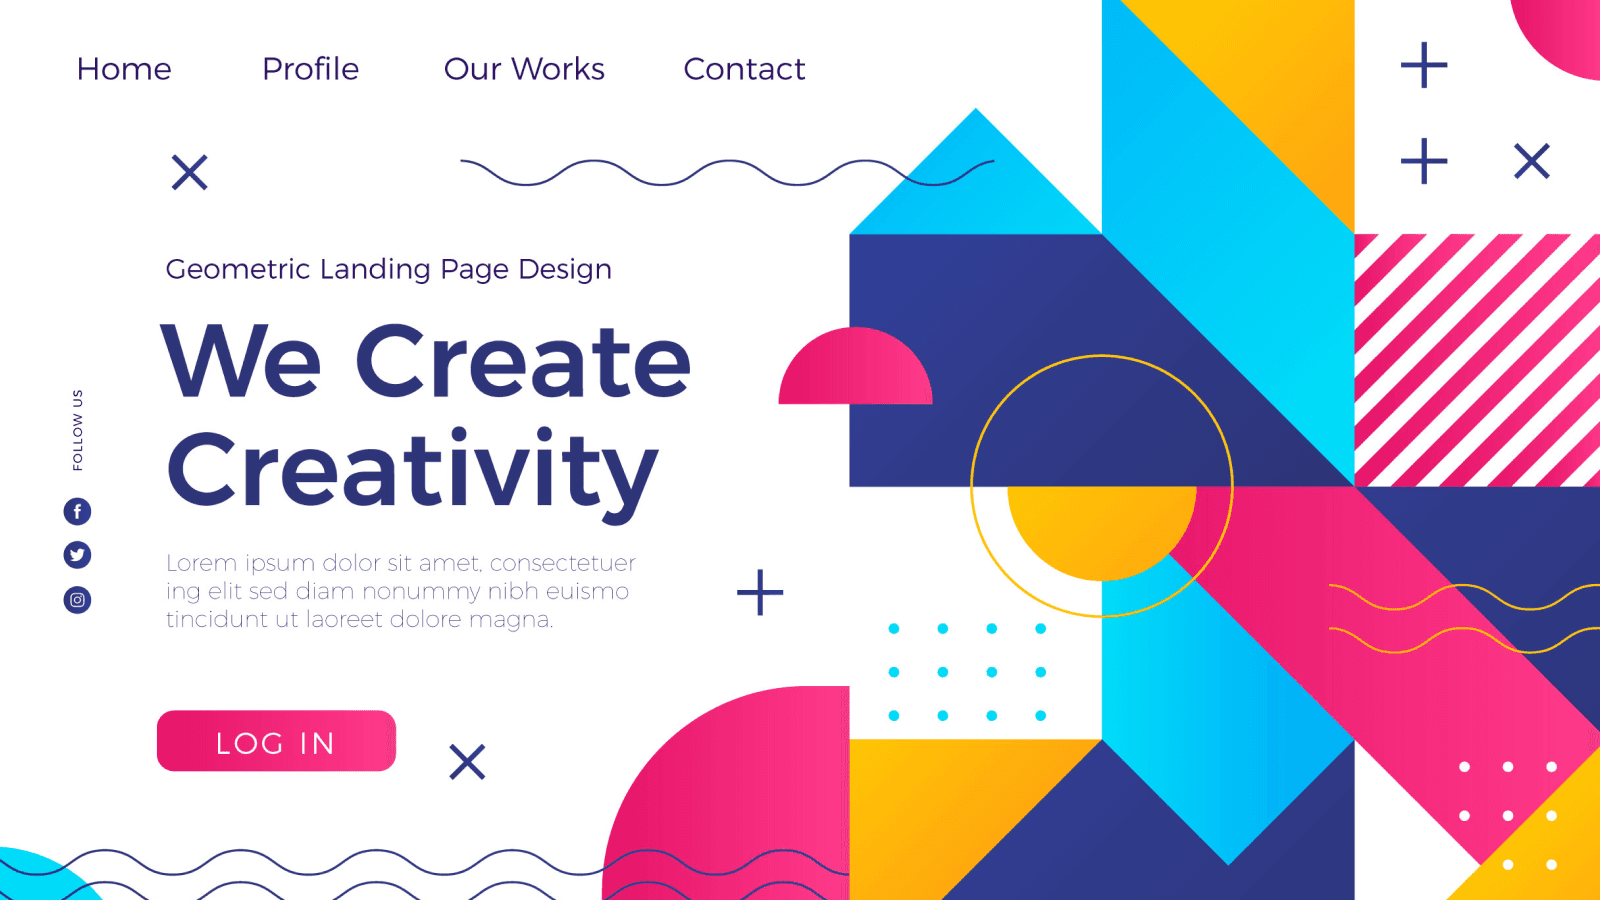 Home Profile Our Works Contact
Geometric Landing Page Design
We Create
Creativity
FOLLOW US
Lorem ipsum dolor sit amet, consectetuer
ing elit sed diam nonummy nibh euismo
tincidunt ut laoreet dolore magna.
LOG IN